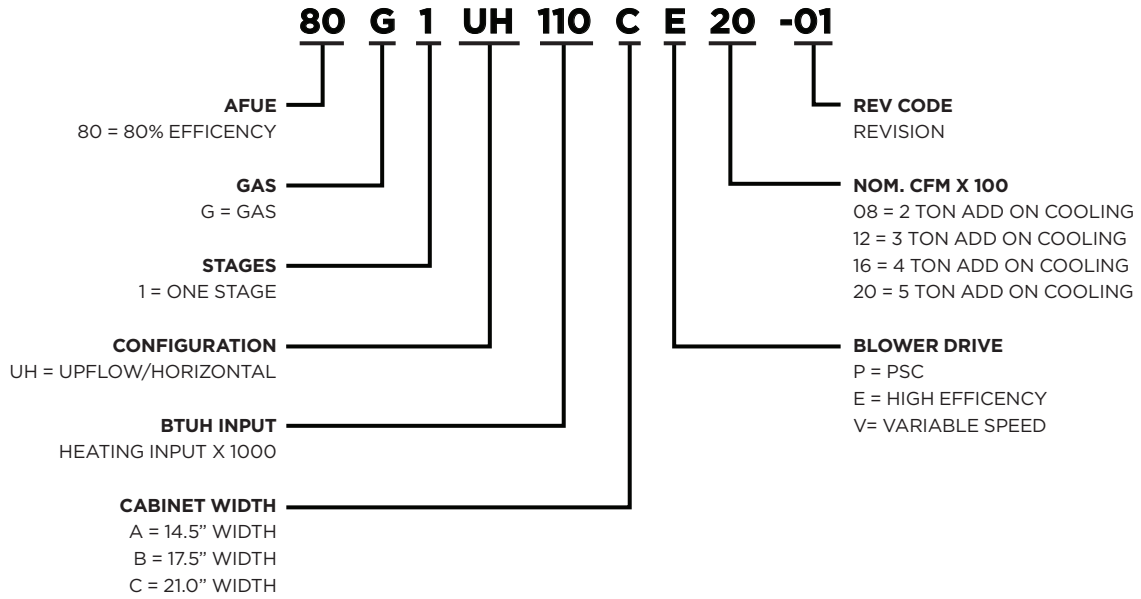 80 G 1 UH 110 C E 20 -01
AFUE
80 = 80% EFFICENCY
GAS
G = GAS
STAGES
1 = ONE STAGE
CONFIGURATION
UH = UPFLOW/HORIZONTAL
BTUH INPUT
HEATING INPUT X 1000
CABINET WIDTH
A = 14.5” WIDTH
B = 17.5” WIDTH
C = 21.0” WIDTH
REV CODE
REVISION
NOM. CFM X 100
08 = 2 TON ADD ON COOLING
12 = 3 TON ADD ON COOLING
16 = 4 TON ADD ON COOLING
20 = 5 TON ADD ON COOLING
BLOWER DRIVE
P = PSC
E = HIGH EFFICENCY
V= VARIABLE SPEED